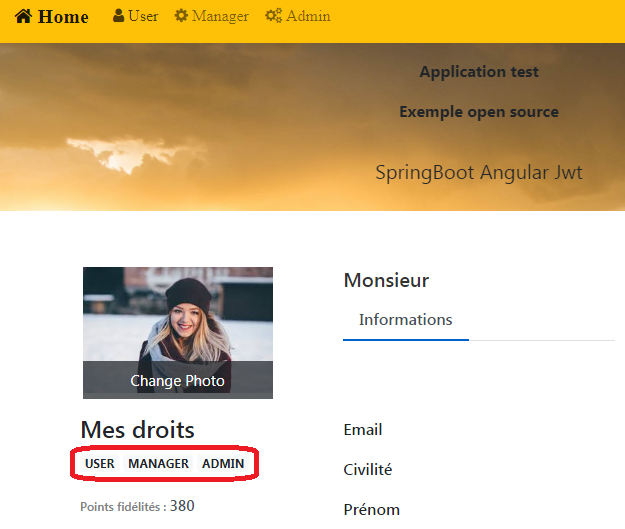 Home User Manager Admin
Application test
Exemple open source
SpringBoot Angular Jwt
Monsieur
Informations
Change Photo
Mes droits
USER MANAGER ADMIN
Points fidélités : 380
Email
Civilité
Prénom